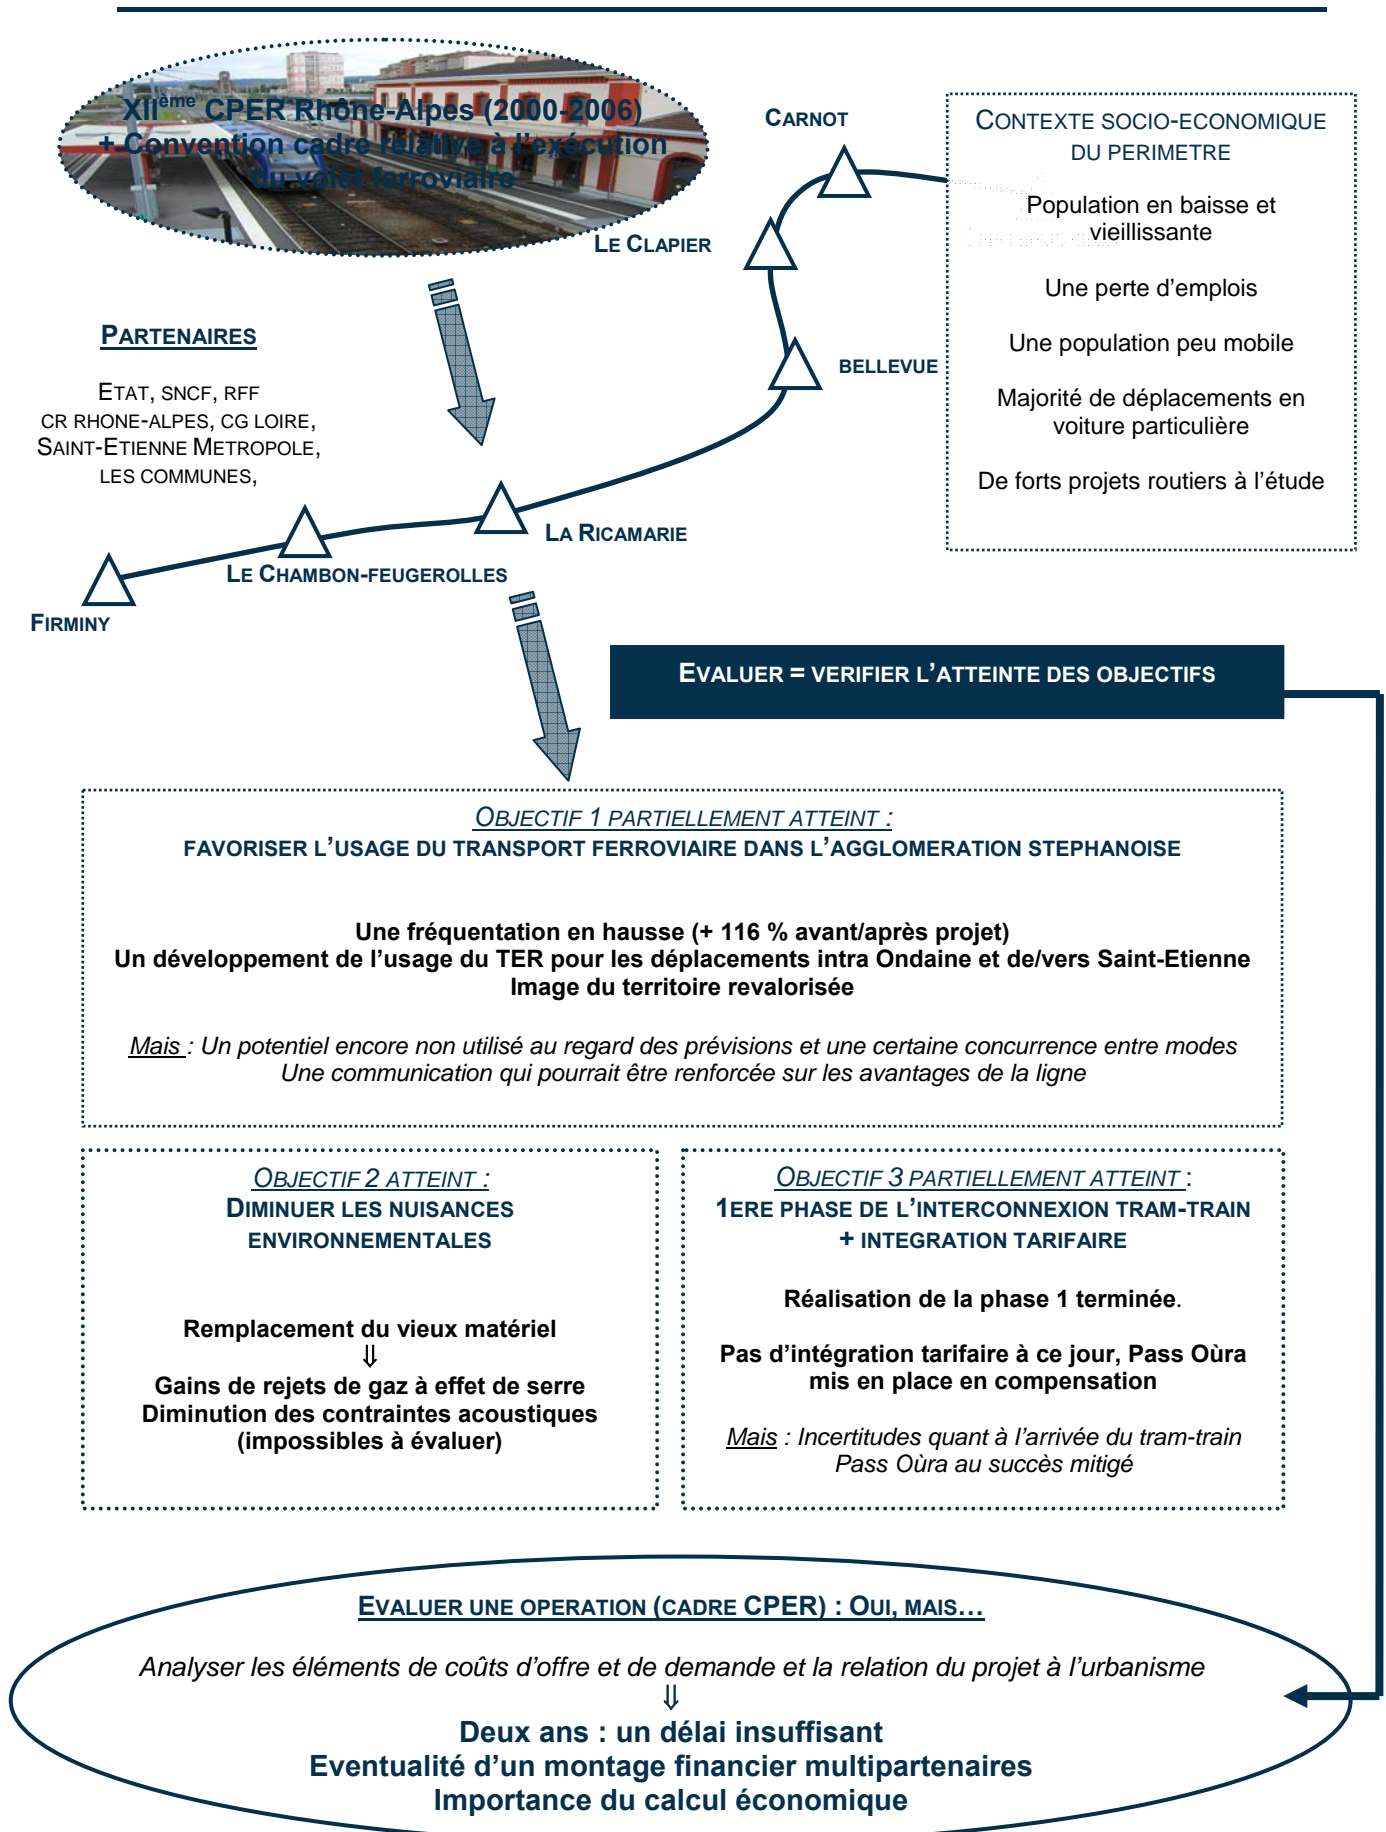 XIIème CPER Rhône-Alpes (2000-2006)
+ Convention cadre relative à l'exécution
du volet ferroviaire
CARNOT
LE CLAPIER
BELLEVUE
CONTEXTE SOCIO-ECONOMIQUE
DU PERIMETRE
Population en baisse et
vieillissante
Une perte d'emplois
Une population peu mobile
Majorité de déplacements en
voiture particulière
De forts projets routiers à l'étude
PARTENAIRES
ETAT, SNCF, RFF
CR RHONE-ALPES, CG LOIRE,
SAINT-ETIENNE METROPOLE,
LES COMMUNES,
LA RICAMARIE
LE CHAMBON-FEUGEROLLES
FIRMINY
EVALUER = VERIFIER L'ATTEINTE DES OBJECTIFS
OBJECTIF 1 PARTIELLEMENT ATTEINT :
FAVORISER L'USAGE DU TRANSPORT FERROVIAIRE DANS L'AGGLOMERATION STEPHANOISE
Une fréquentation en hausse (+ 116 % avant/après projet)
Un développement de l'usage du TER pour les déplacements intra Ondaine et de/vers Saint-Etienne
Image du territoire revalorisée
Mais : Un potentiel encore non utilisé au regard des prévisions et une certaine concurrence entre modes
Une communication qui pourrait être renforcée sur les avantages de la ligne
OBJECTIF 2 ATTEINT :
DIMINUER LES NUISANCES
ENVIRONNEMENTALES
Remplacement du vieux matériel
⇓
Gains de rejets de gaz à effet de serre
Diminution des contraintes acoustiques
(impossibles à évaluer)
OBJECTIF 3 PARTIELLEMENT ATTEINT :
1ERE PHASE DE L'INTERCONNEXION TRAM-TRAIN
+ INTEGRATION TARIFAIRE
Réalisation de la phase 1 terminée.
Pas d'intégration tarifaire à ce jour, Pass Oùra
mis en place en compensation
Mais : Incertitudes quant à l'arrivée du tram-train
Pass Oùra au succès mitigé
EVALUER UNE OPERATION (CADRE CPER) : OUI, MAIS…
Analyser les éléments de coûts d'offre et de demande et la relation du projet à l'urbanisme
⇓
Deux ans : un délai insuffisant
Eventualité d'un montage financier multipartenaires
Importance du calcul économique